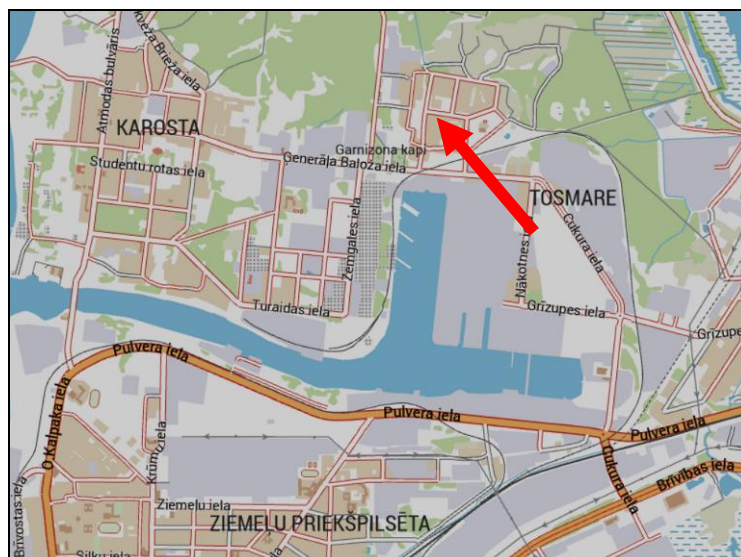 kveža Brieža iela
Atmodas bulvāris
KAROSTA
Garnizona kapi
Ģenerāļa Baloža iela
Studentu rotas iela
TOSMARE
Cukura iela
Zemgales iela
Nākotnes i
Turaidas iela
Grīzupes iela
Grīzupe
Pulvera iela
O Kalpaka iela
Pulvera iela
Pulvera iela
Cukura iela
Brīvības iela
Krūmu iela
Ziemeļu iela
ZIEMEĻU PRIEKŠPILSĒTA
Brīvostas iela
Siļķu iela